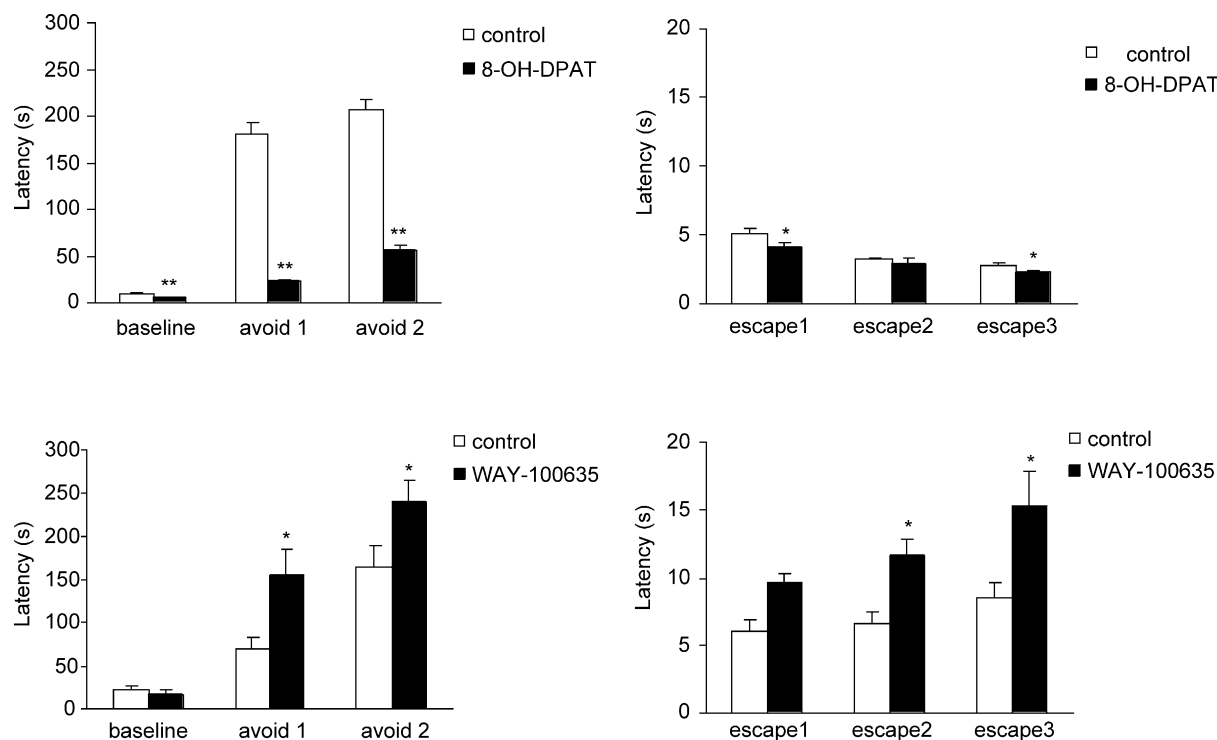 300
250
200
150
100
50
0
Latency (s)
control
8-OH-DPAT
**
**
**
baseline avoid 1 avoid 2
20
15
10
5
0
Latency (s)
control
8-OH-DPAT
*
*
escape1 escape2 escape3
300
250
200
150
100
50
0
Latency (s)
control
WAY-100635
*
*
baseline avoid 1 avoid 2
20
15
10
5
0
Latency (s)
control
WAY-100635
*
*
escape1 escape2 escape3